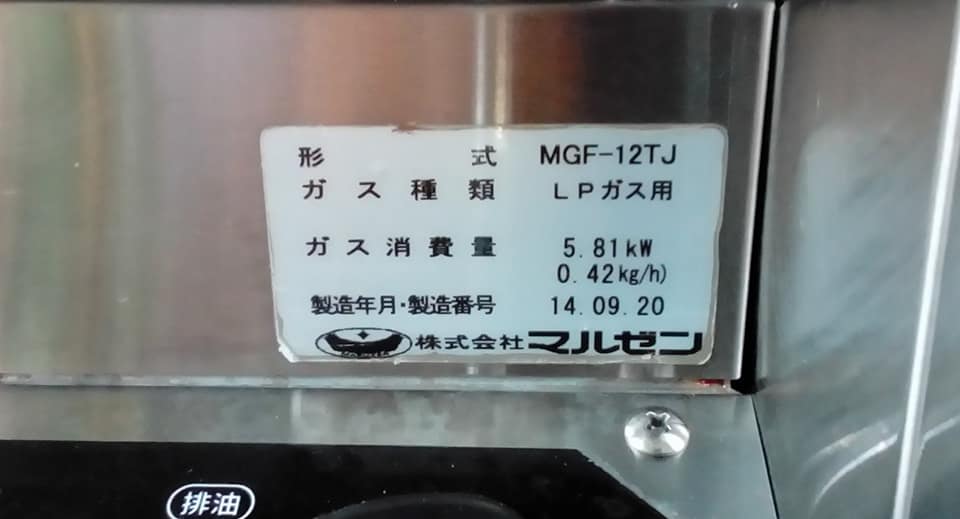 形式 MGF-12TJ
ガス種類 LPガス用
ガス消費量 5.81kW
0.42kg/h)
製造年月・製造番号 14.09.20
株式会社マルゼン
排油